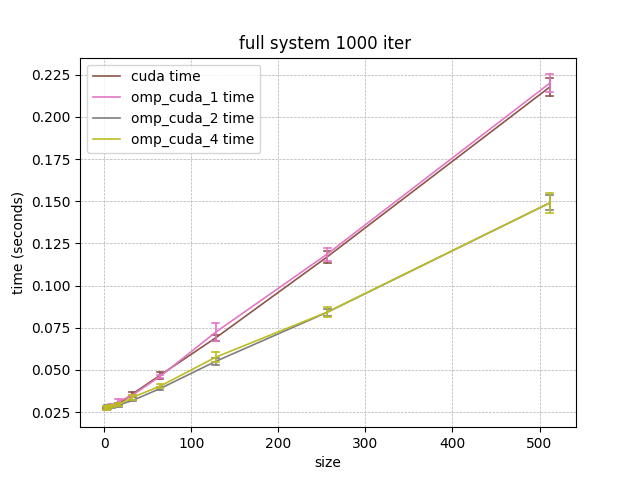 full system 1000 iter
cuda time
omp_cuda_1 time
omp_cuda_2 time
omp_cuda_4 time
time (seconds)
0.225
0.200
0.175
0.150
0.125
0.100
0.075
0.050
0.025
0 100 200 300 400 500
size